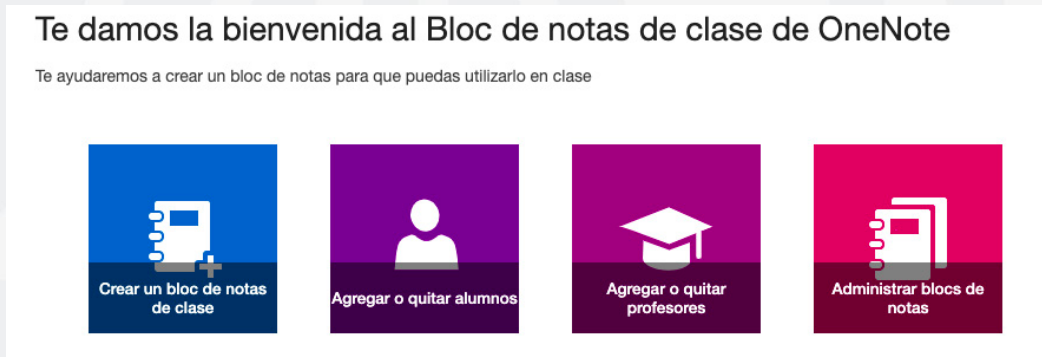 Te damos la bienvenida al Bloc de notas de clase de OneNote
Te ayudaremos a crear un bloc de notas para que puedas utilizarlo en clase
Crear un bloc de notas
de clase
Agregar o quitar alumnos
Agregar o quitar
profesores
Administrar blocs de
notas